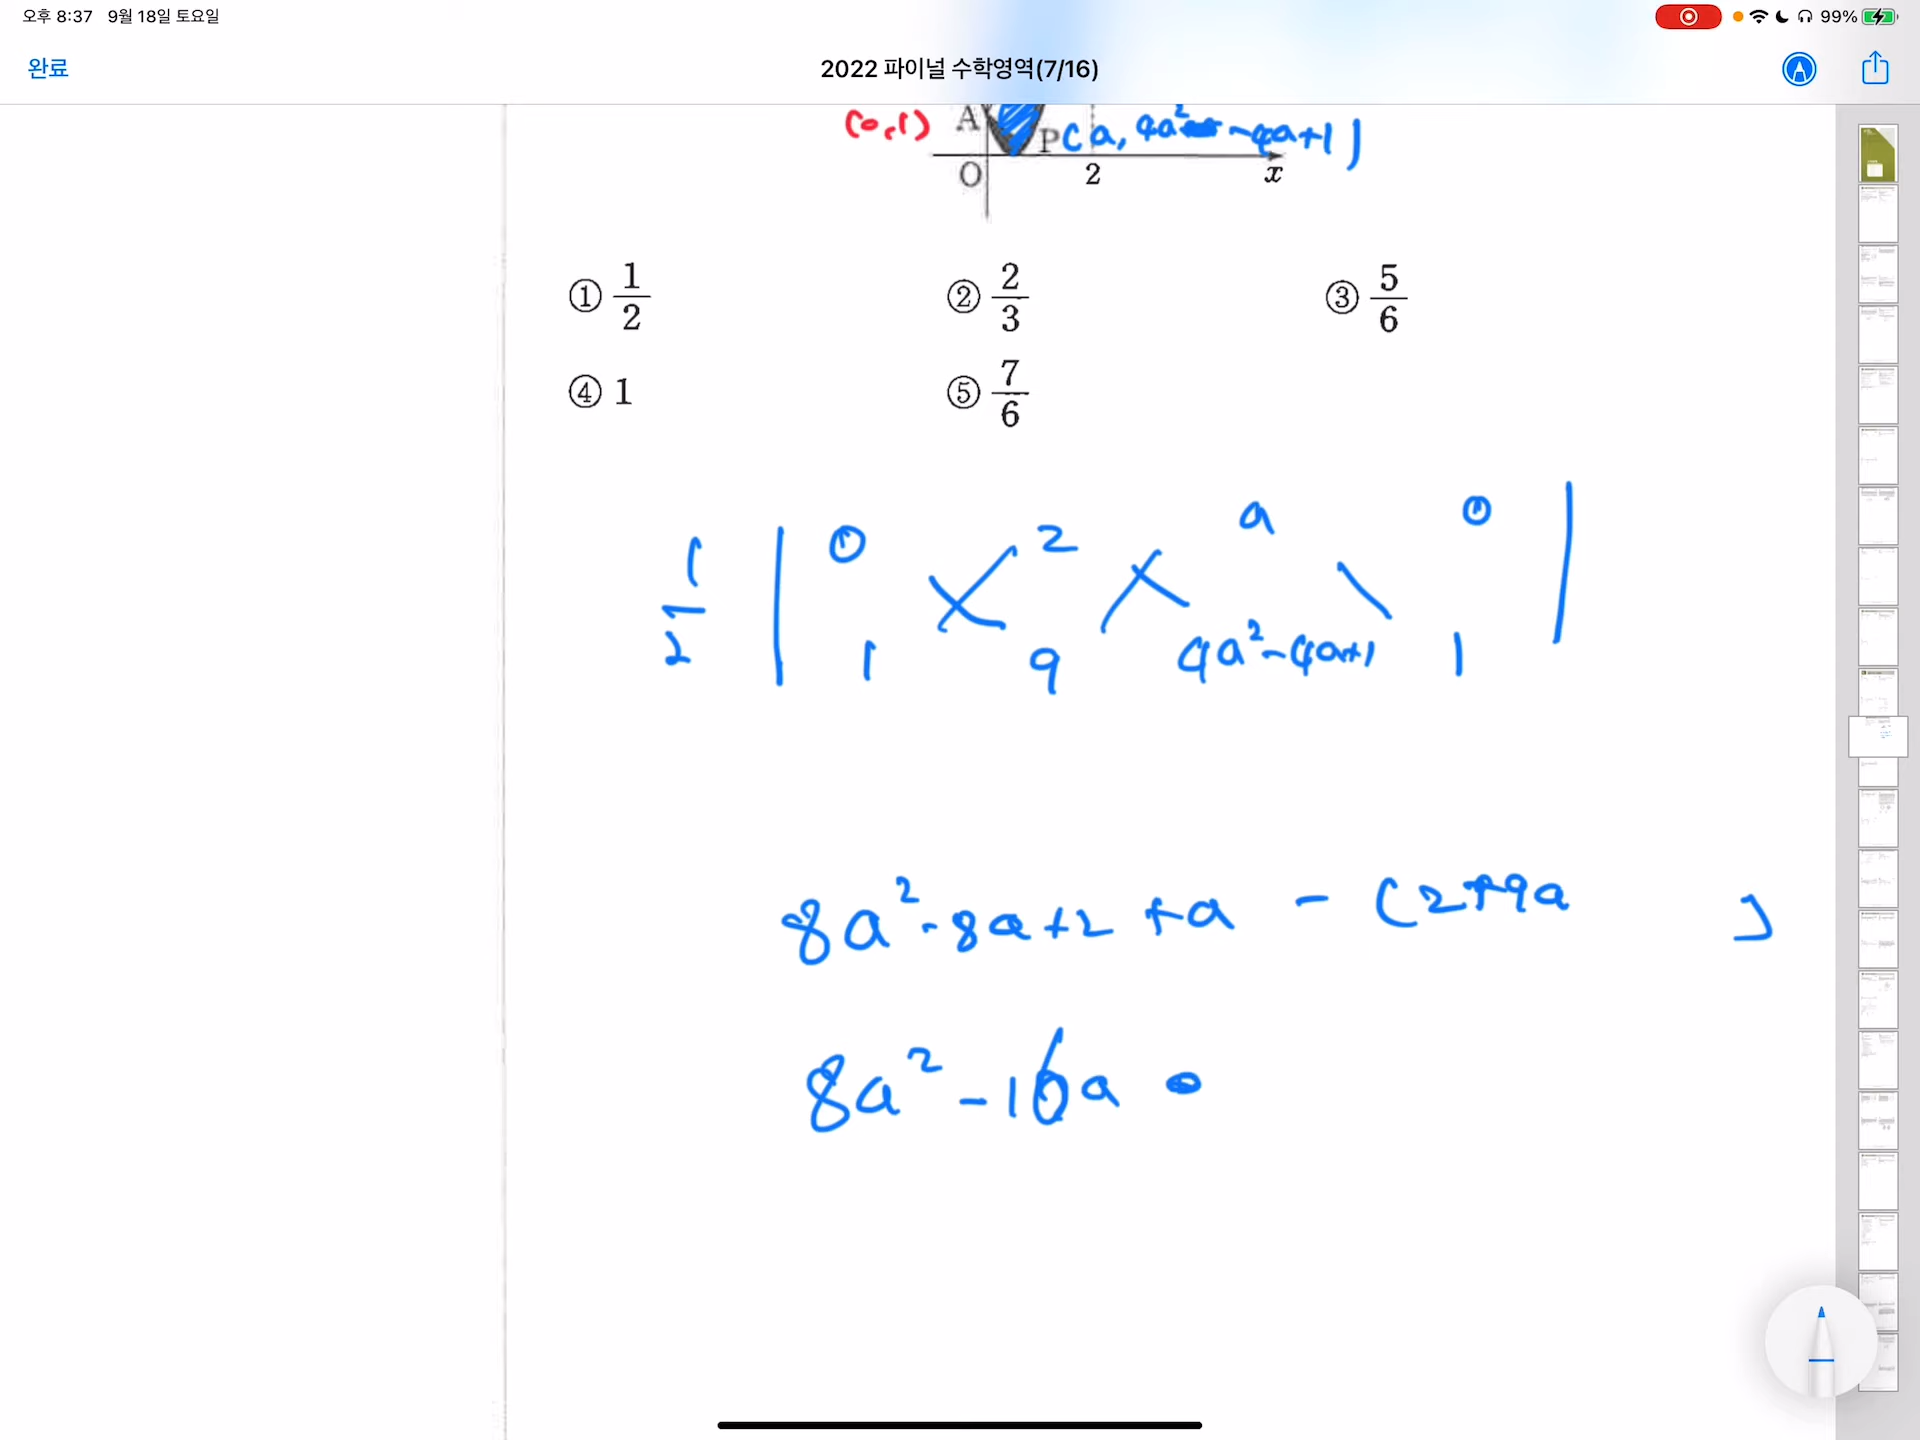 오후 8:37 9월 18일 토요일
99%
완료
2022 파이널 수학영역(7/16)
(0,1) A P(a, 4a² -4a+1)
O 2 x
① 1/2 ② 2/3 ③ 5/6
④ 1 ⑤ 7/6
1/2 | 0 2 a 0 |
1 9 4a²-4a+1 1
8a²-8a+2+a - (2+9a )
8a²-16a